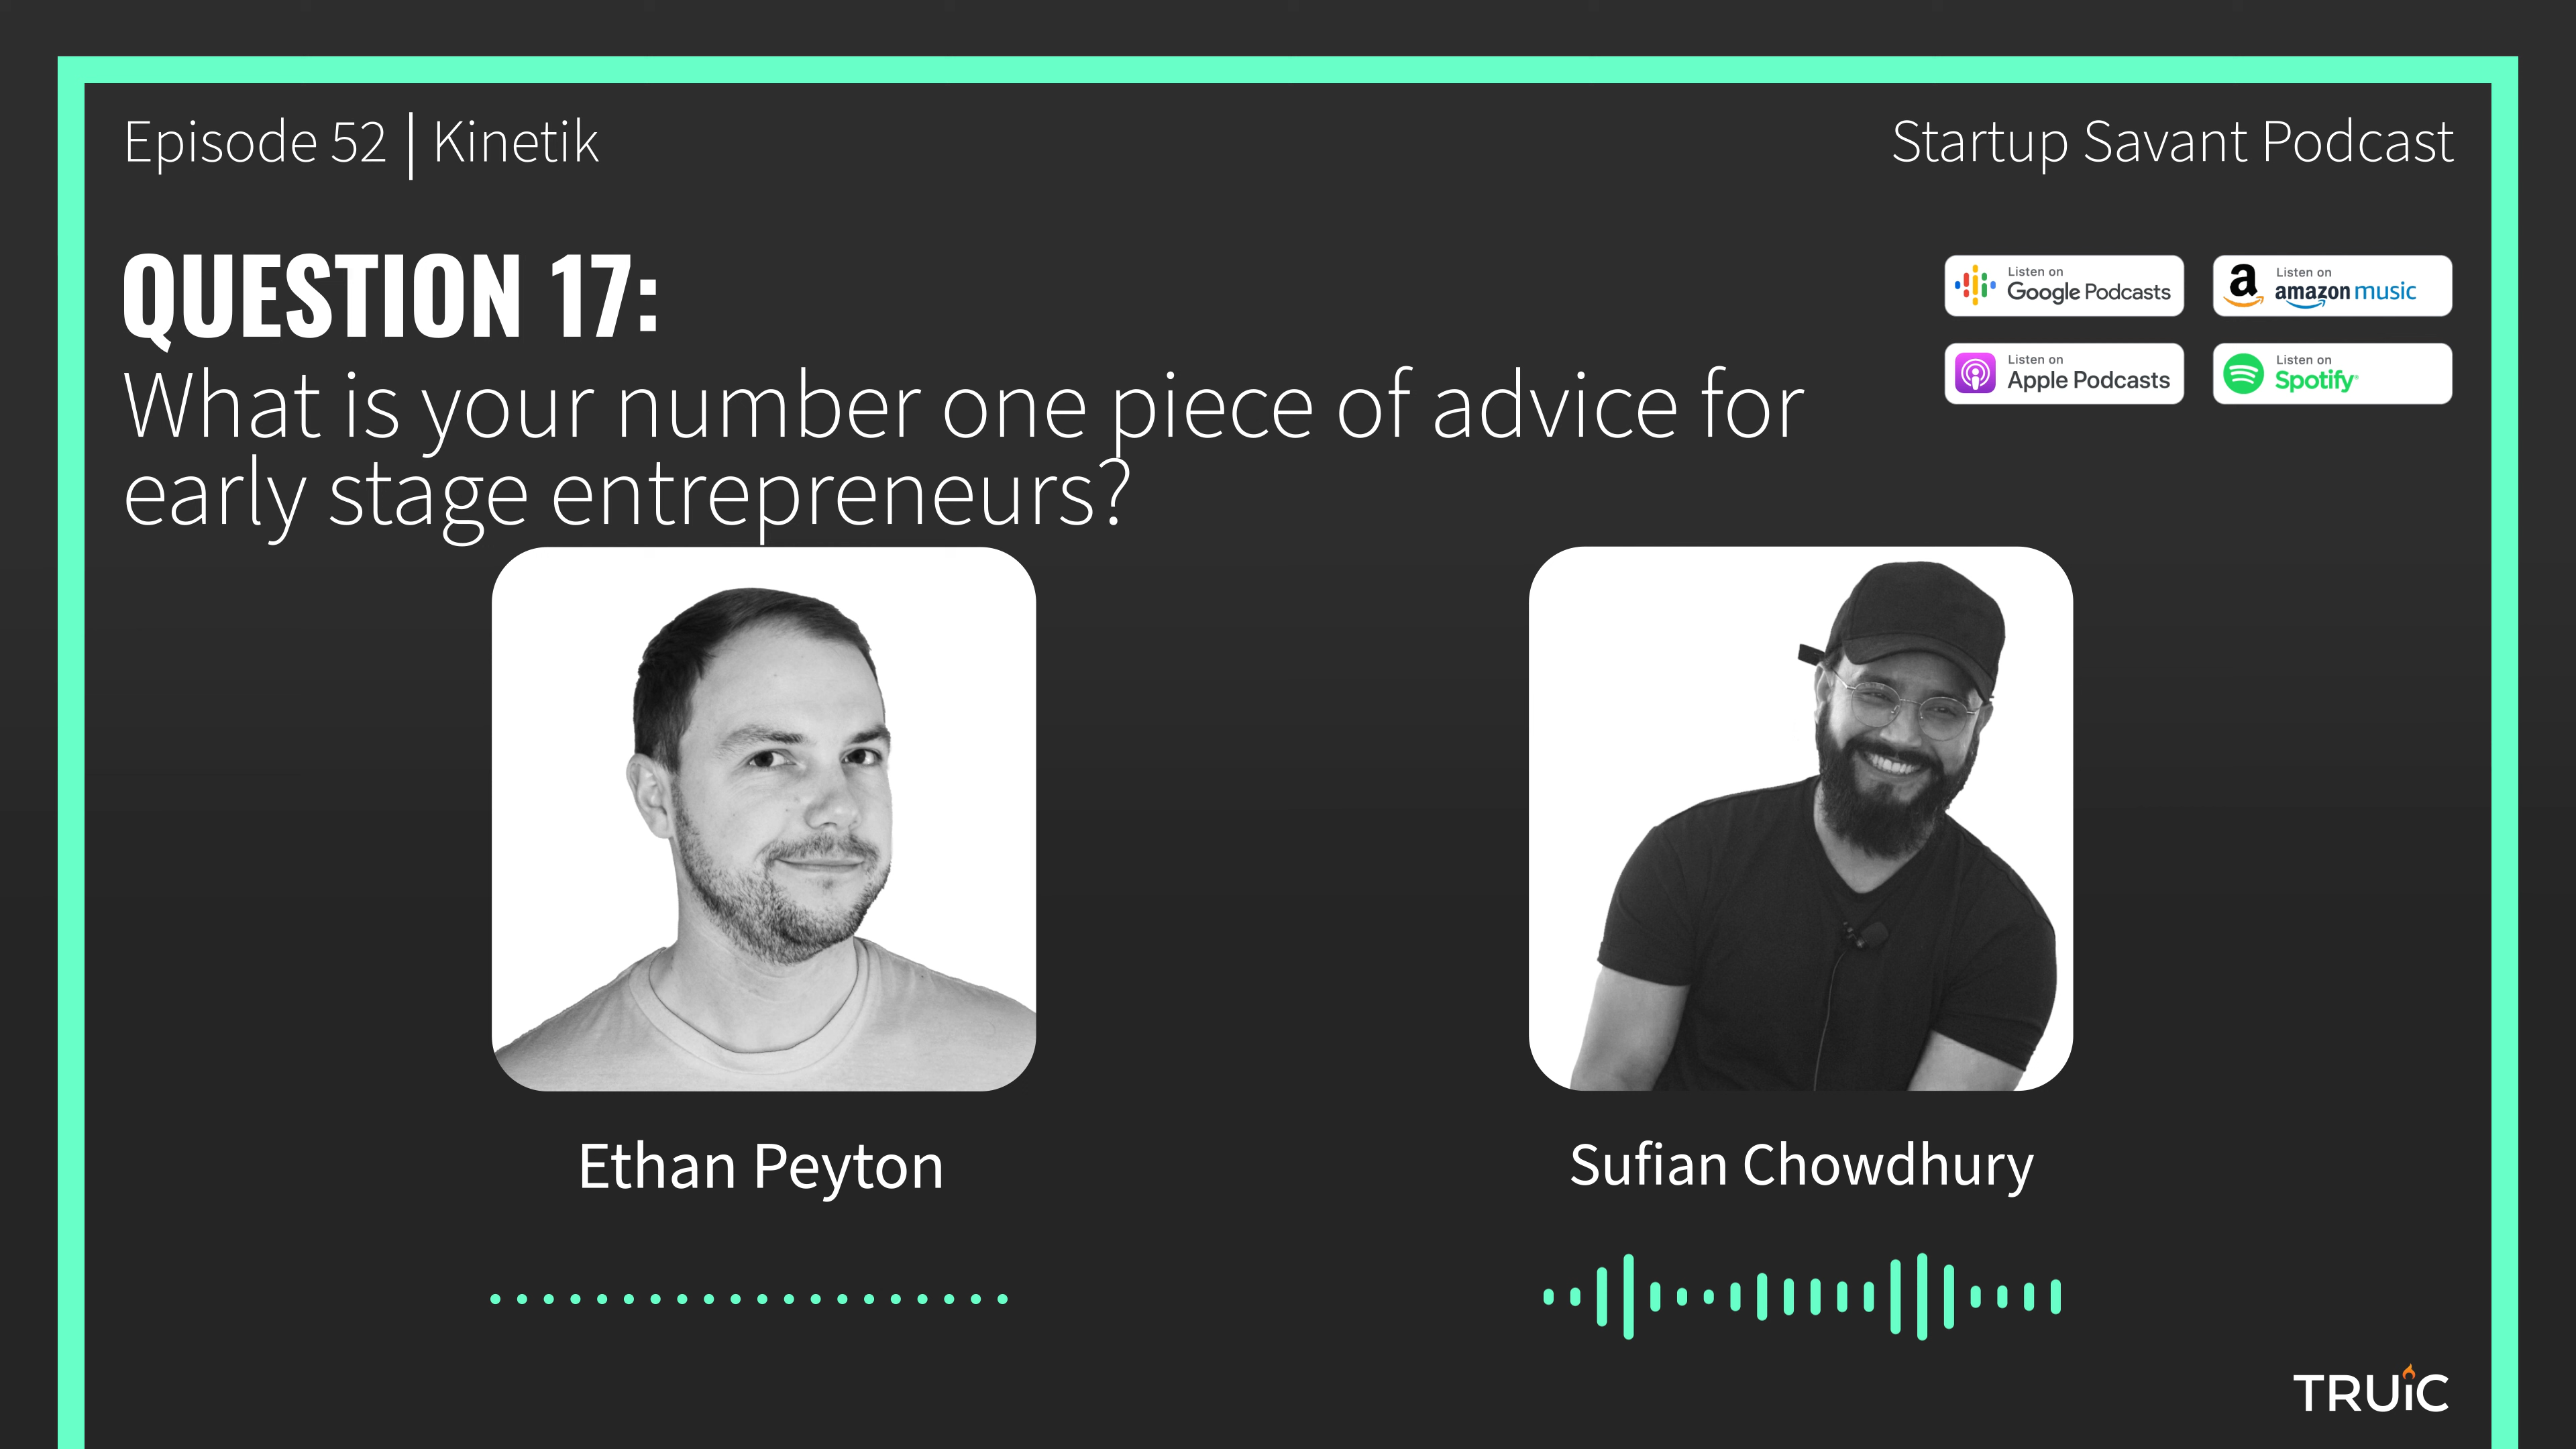 Episode 52 | Kinetik
Startup Savant Podcast
QUESTION 17:
What is your number one piece of advice for
early stage entrepreneurs?
Listen on
Google Podcasts
Listen on
amazon music
Listen on
Apple Podcasts
Listen on
Spotify
Ethan Peyton
Sufian Chowdhury
TRUiC